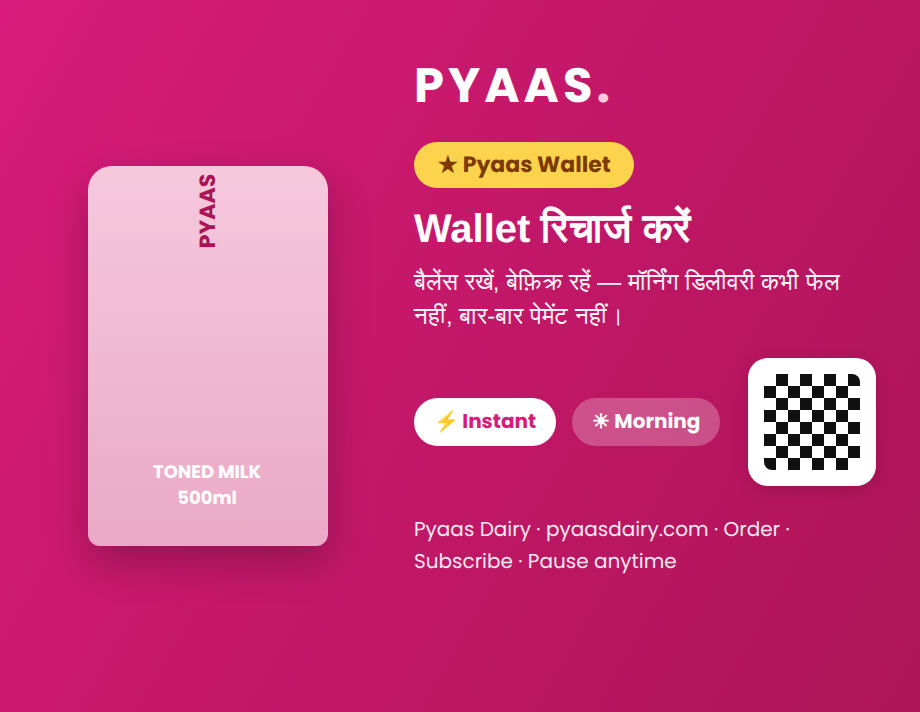 PYAAS.
★ Pyaas Wallet
Wallet रिचार्ज करें
बैलेंस रखें, बेफ़िक्र रहें — मॉर्निंग डिलीवरी कभी फेल
नहीं, बार-बार पेमेंट नहीं।
⚡ Instant
☀ Morning
Pyaas Dairy · pyaasdairy.com · Order ·
Subscribe · Pause anytime
PYAAS
TONED MILK
500ml